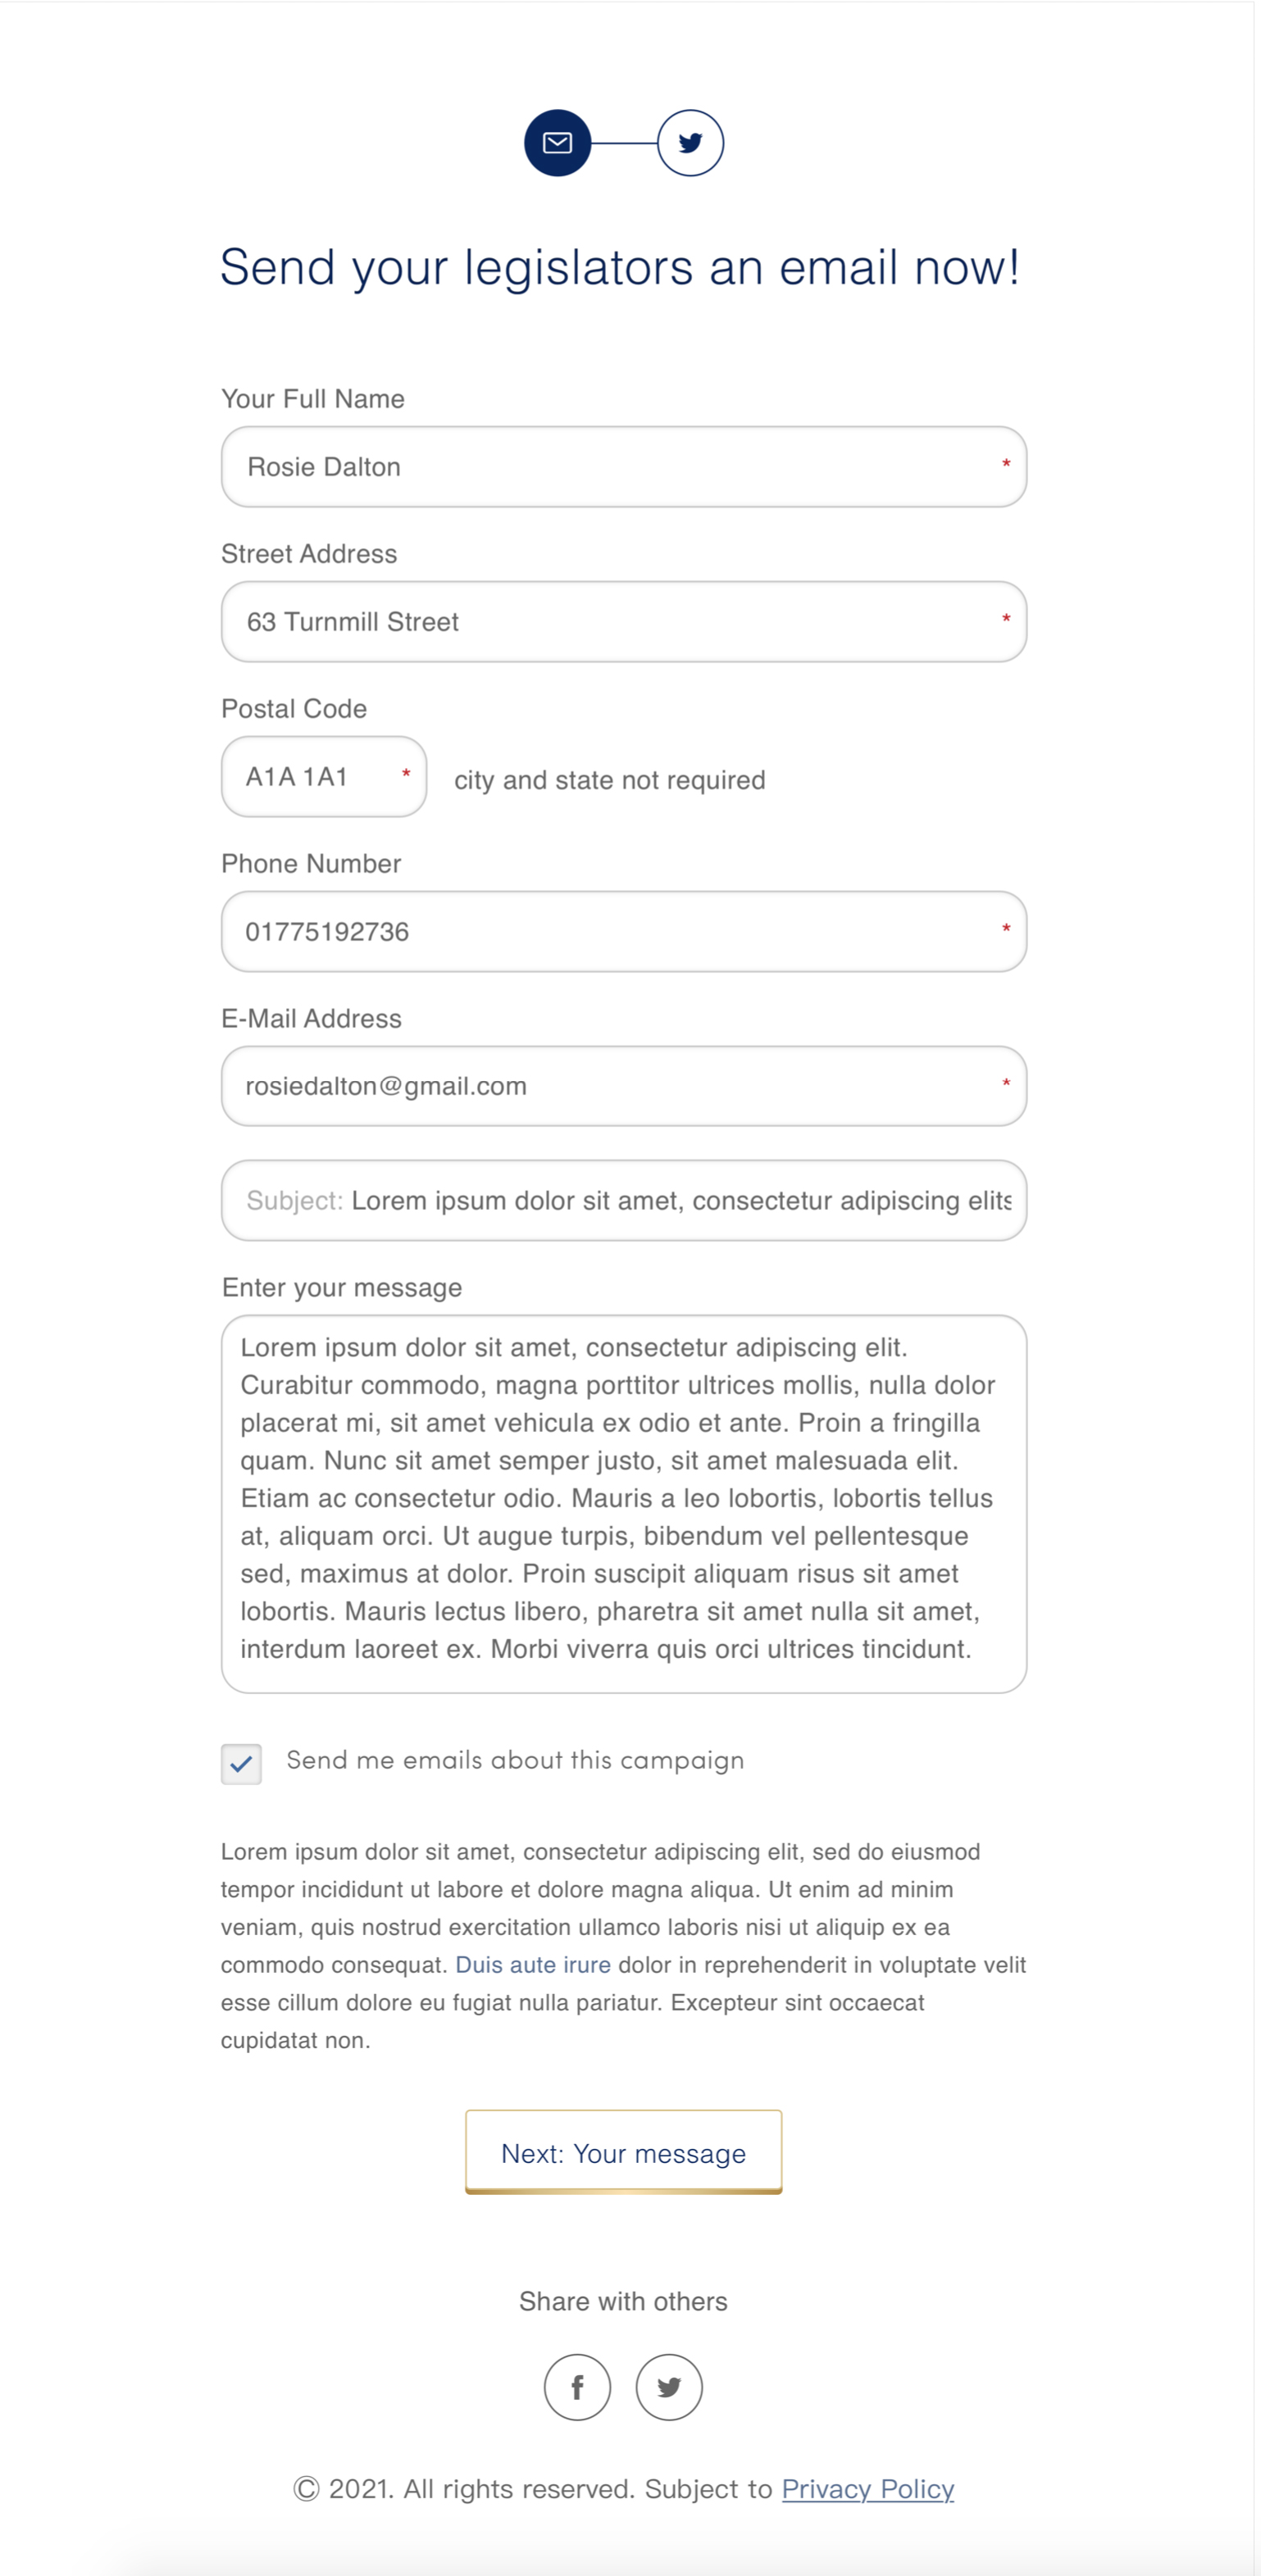 Send your legislators an email now!
Your Full Name
Rosie Dalton *
Street Address
63 Turnmill Street *
Postal Code
A1A 1A1 * city and state not required
Phone Number
01775192736 *
E-Mail Address
rosiedalton@gmail.com *
Subject: Lorem ipsum dolor sit amet, consectetur adipiscing elits
Enter your message
Lorem ipsum dolor sit amet, consectetur adipiscing elit.
Curabitur commodo, magna porttitor ultrices mollis, nulla dolor
placerat mi, sit amet vehicula ex odio et ante. Proin a fringilla
quam. Nunc sit amet semper justo, sit amet malesuada elit.
Etiam ac consectetur odio. Mauris a leo lobortis, lobortis tellus
at, aliquam orci. Ut augue turpis, bibendum vel pellentesque
sed, maximus at dolor. Proin suscipit aliquam risus sit amet
lobortis. Mauris lectus libero, pharetra sit amet nulla sit amet,
interdum laoreet ex. Morbi viverra quis orci ultrices tincidunt.
Send me emails about this campaign
Lorem ipsum dolor sit amet, consectetur adipiscing elit, sed do eiusmod
tempor incididunt ut labore et dolore magna aliqua. Ut enim ad minim
veniam, quis nostrud exercitation ullamco laboris nisi ut aliquip ex ea
commodo consequat. Duis aute irure dolor in reprehenderit in voluptate velit
esse cillum dolore eu fugiat nulla pariatur. Excepteur sint occaecat
cupidatat non.
Next: Your message
Share with others
© 2021. All rights reserved. Subject to Privacy Policy